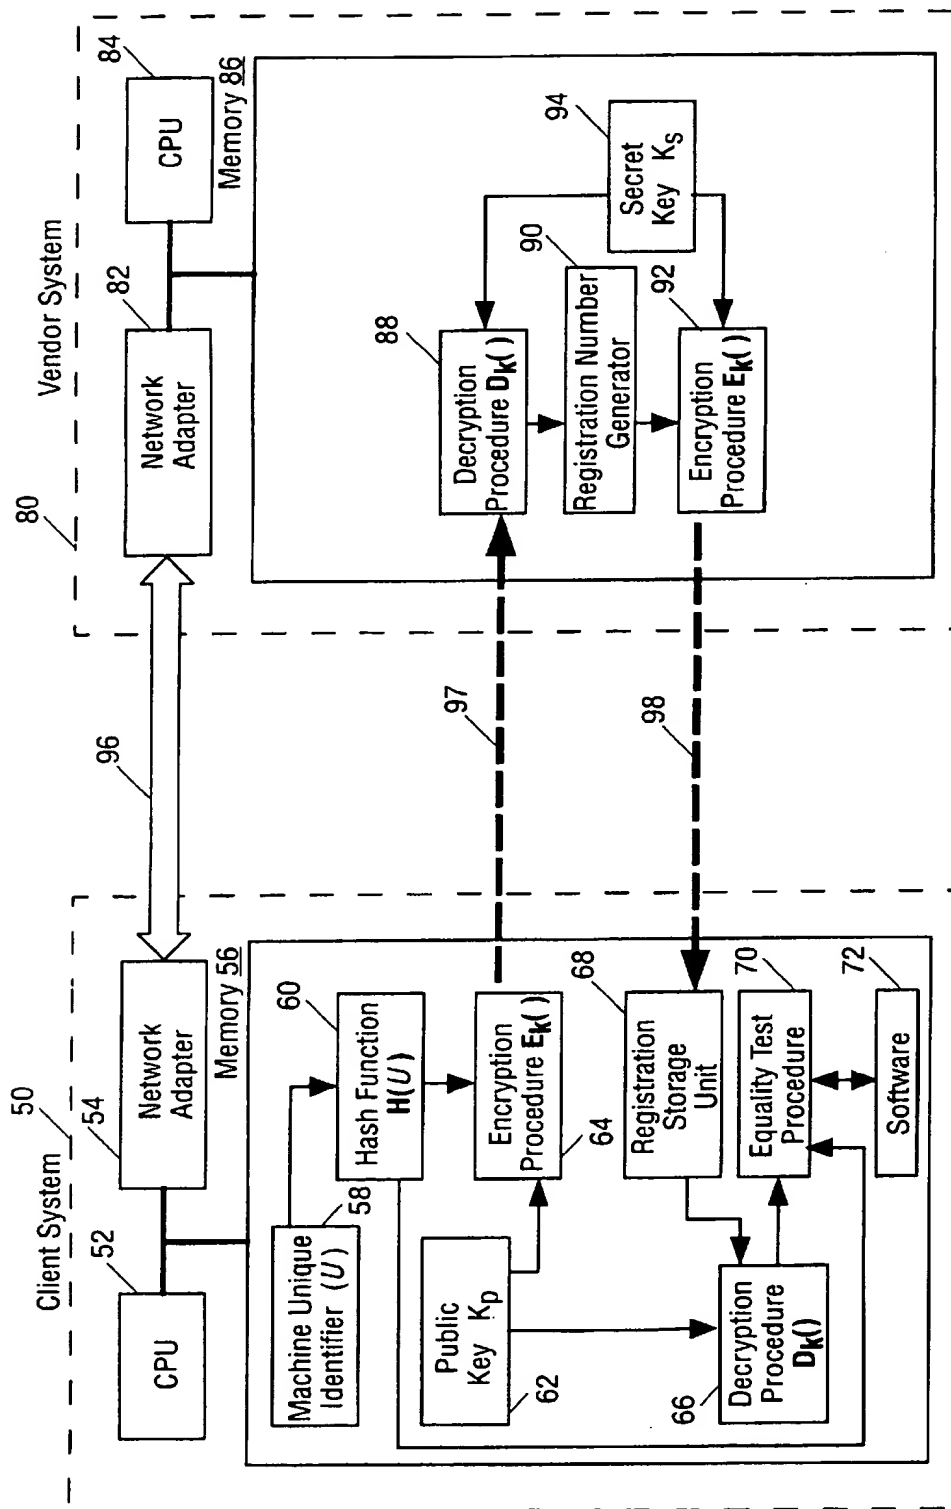 Client System
50
52
CPU
54
Network
Adapter
Memory 56
Machine Unique
Identifier (U)
58
60
Hash Function
H(U)
Public
Key Kp
62
Encryption
Procedure Ek( )
64
Decryption
Procedure
Dk()
66
68
Registration
Storage
Unit
70
Equality Test
Procedure
72
Software
96
97
98
80
Vendor System
82
Network
Adapter
84
CPU
Memory 86
88
Decryption
Procedure Dk( )
90
Registration Number
Generator
92
Encryption
Procedure Ek( )
94
Secret
Key Ks